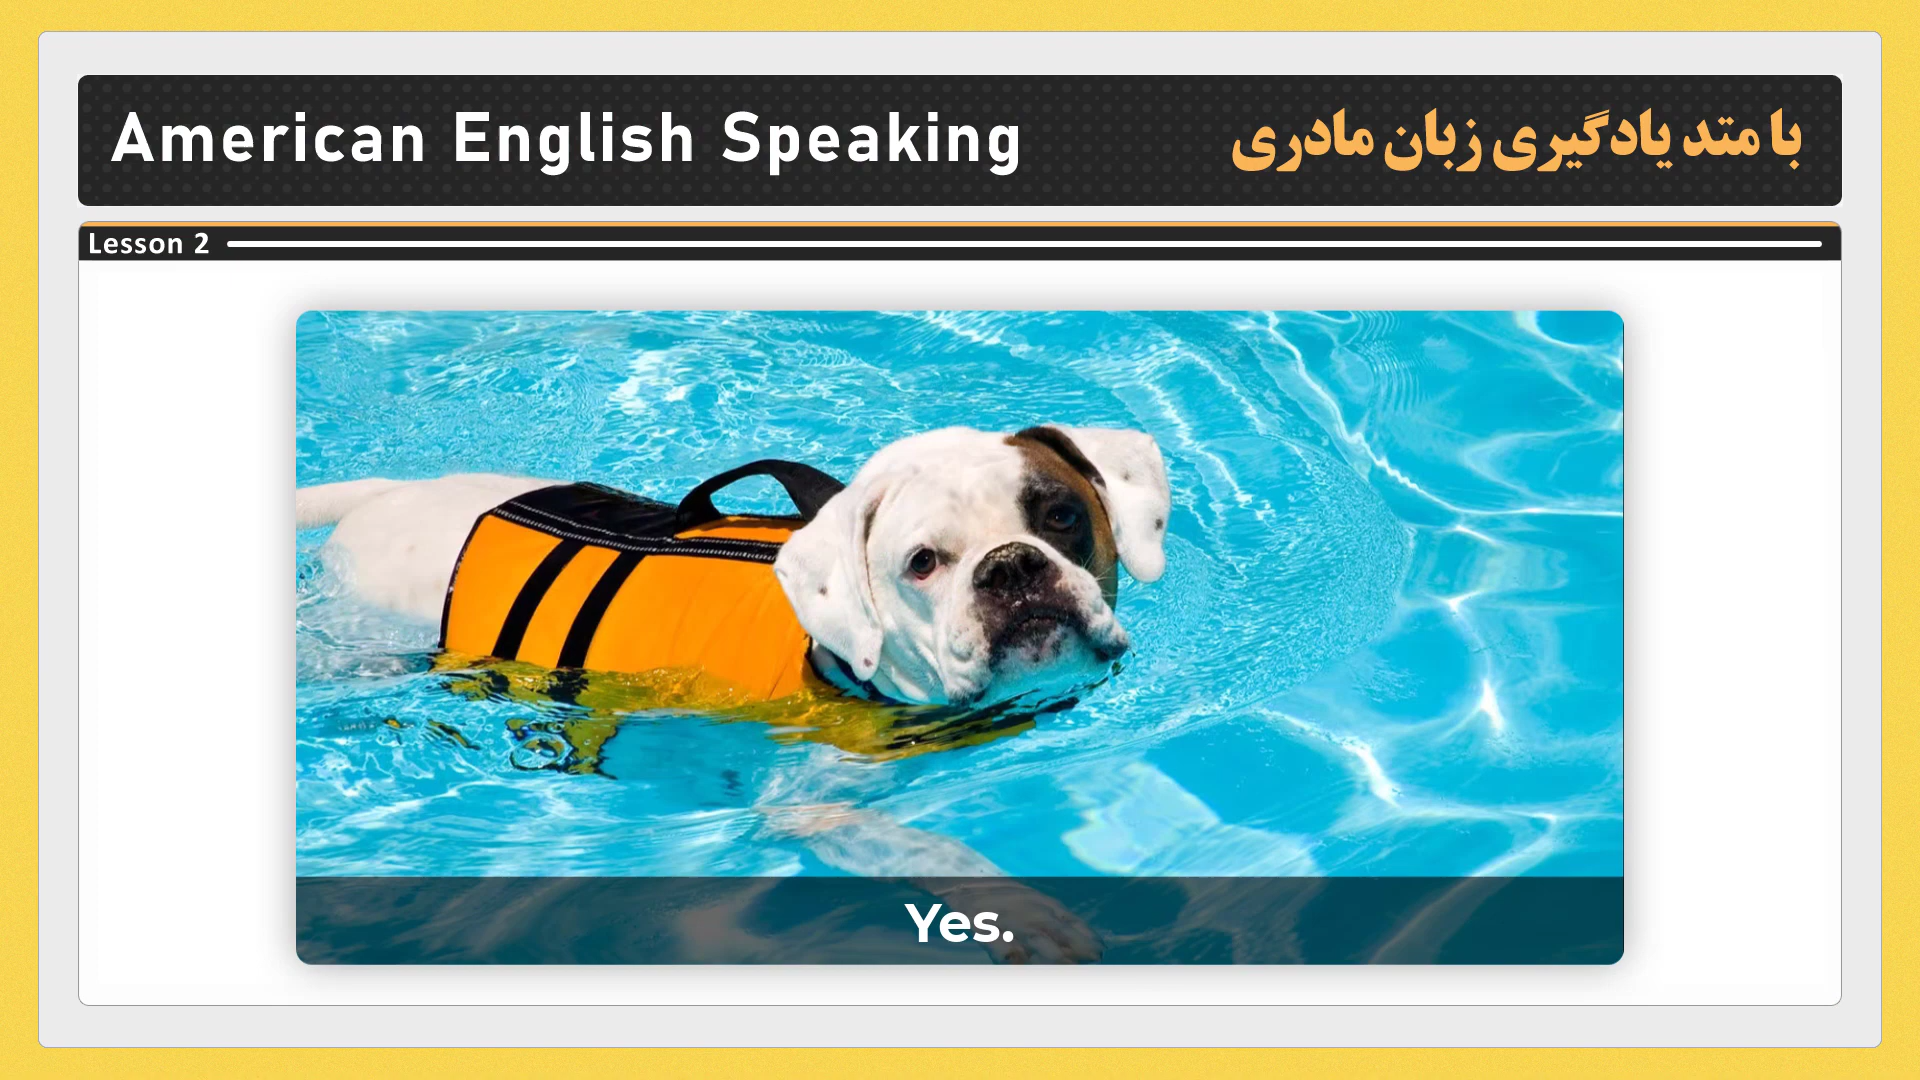 American English Speaking
با متد یادگیری زبان مادری
Lesson 2
Yes.